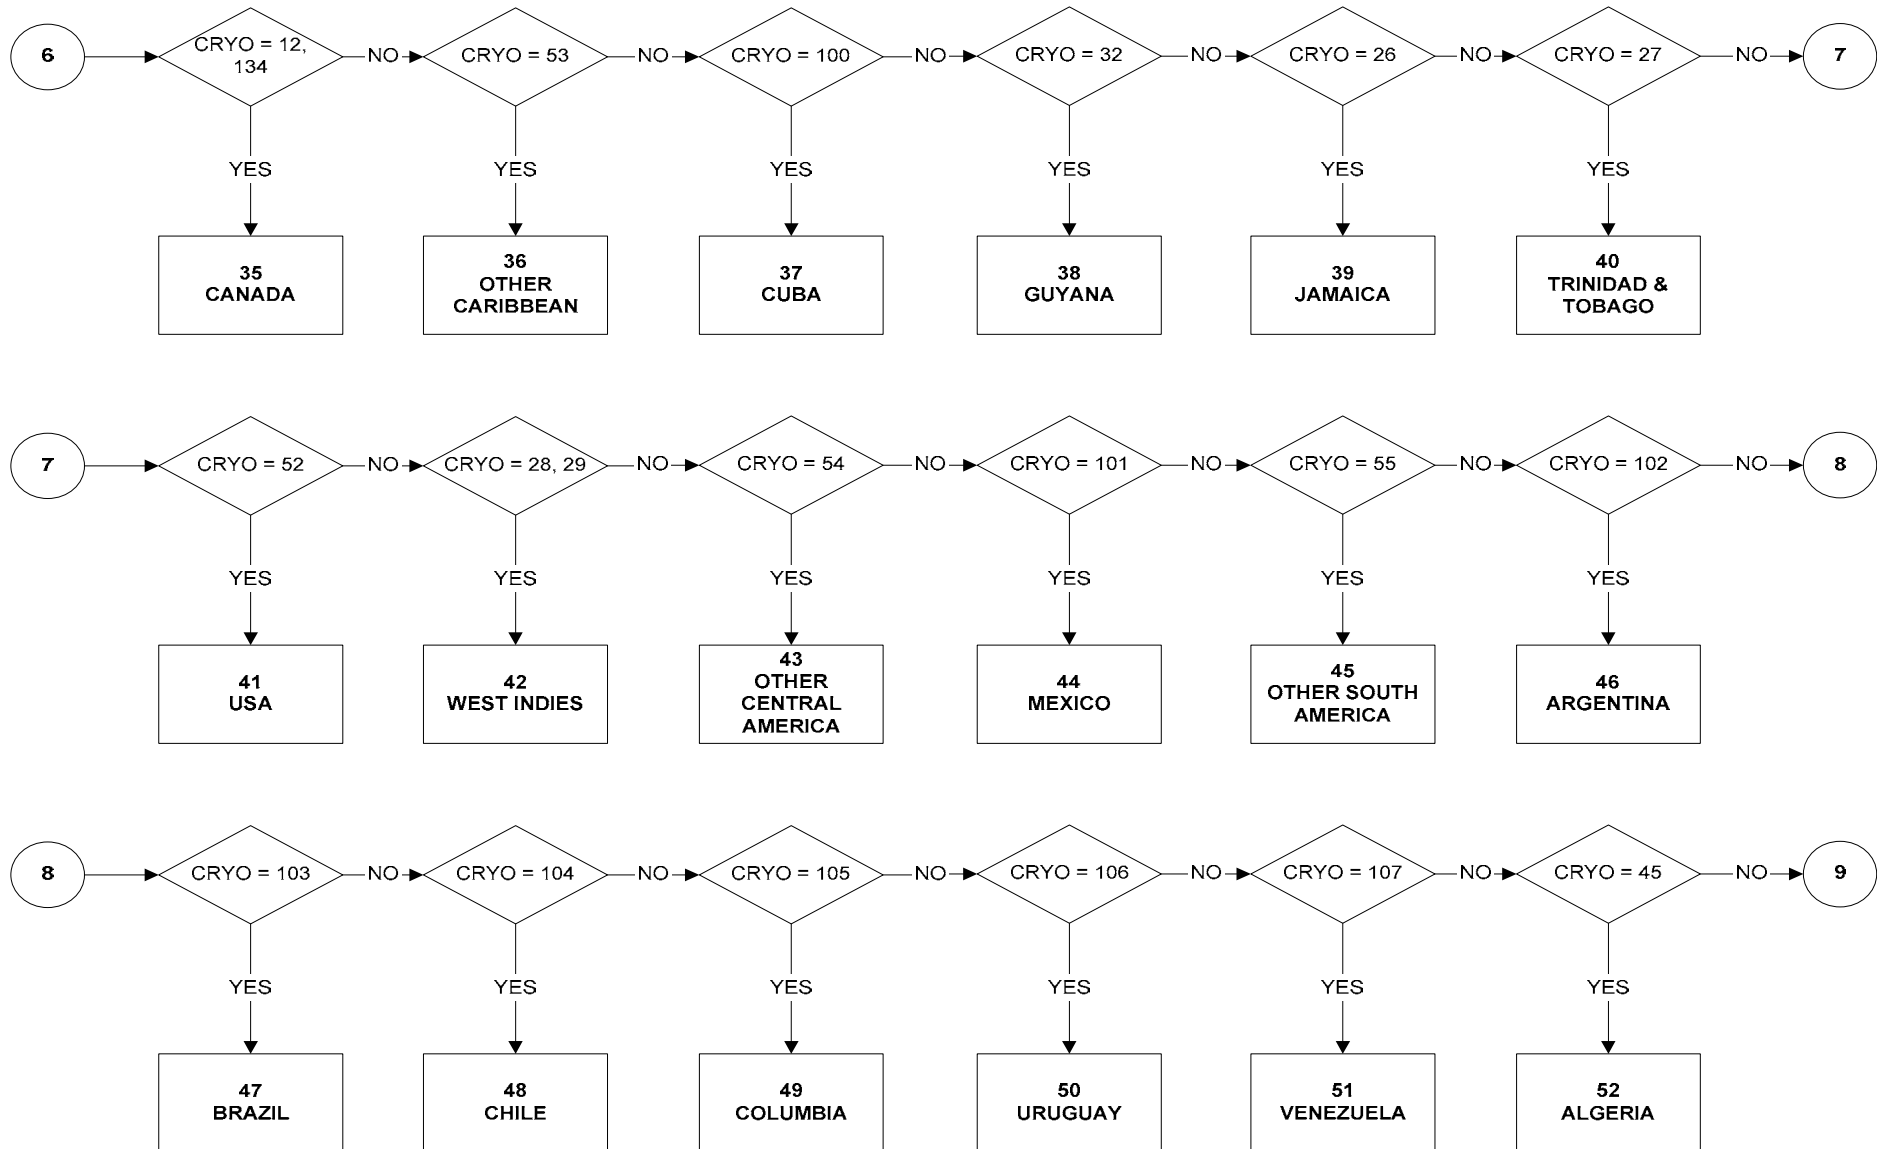 6
CRYO = 12,
134
NO
CRYO = 53
NO
CRYO = 100
NO
CRYO = 32
NO
CRYO = 26
NO
CRYO = 27
NO
7
YES
YES
YES
YES
YES
YES
35
CANADA
36
OTHER
CARIBBEAN
37
CUBA
38
GUYANA
39
JAMAICA
40
TRINIDAD &
TOBAGO
7
CRYO = 52
NO
CRYO = 28, 29
NO
CRYO = 54
NO
CRYO = 101
NO
CRYO = 55
NO
CRYO = 102
NO
8
YES
YES
YES
YES
YES
YES
41
USA
42
WEST INDIES
43
OTHER
CENTRAL
AMERICA
44
MEXICO
45
OTHER SOUTH
AMERICA
46
ARGENTINA
8
CRYO = 103
NO
CRYO = 104
NO
CRYO = 105
NO
CRYO = 106
NO
CRYO = 107
NO
CRYO = 45
NO
9
YES
YES
YES
YES
YES
YES
47
BRAZIL
48
CHILE
49
COLUMBIA
50
URUGUAY
51
VENEZUELA
52
ALGERIA